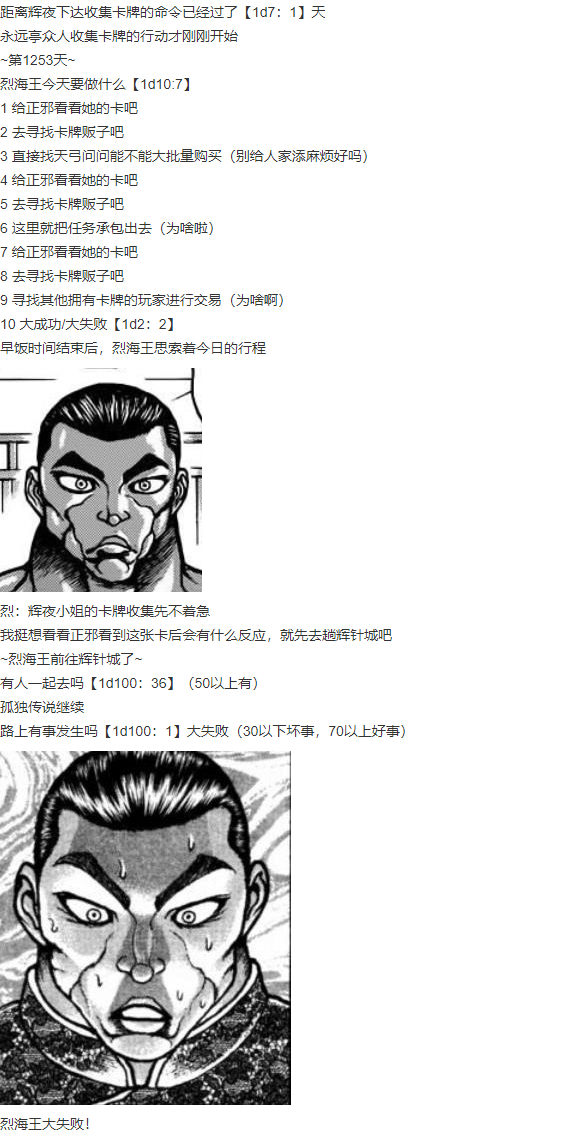 距离辉夜下达收集卡牌的命令已经过了【1d7：1】天
永远亭众人收集卡牌的行动才刚刚开始
~第1253天~
烈海王今天要做什么【1d10:7】
1 给正邪看看她的卡吧
2 去寻找卡牌贩子吧
3 直接找天弓问问能不能大批量购买（别给人家添麻烦好吗）
4 给正邪看看她的卡吧
5 去寻找卡牌贩子吧
6 这里就把任务承包出去（为啥啦）
7 给正邪看看她的卡吧
8 去寻找卡牌贩子吧
9 寻找其他拥有卡牌的玩家进行交易（为啥啊）
10 大成功/大失败【1d2：2】
早饭时间结束后，烈海王思索着今日的行程
烈：辉夜小姐的卡牌收集先不着急
我挺想看看正邪看到这张卡后会有什么反应，就先去趟辉针城吧
~烈海王前往辉针城了~
有人一起去吗【1d100：36】（50以上有）
孤独传说继续
路上有事发生吗【1d100：1】大失败（30以下坏事，70以上好事）
烈海王大失败！